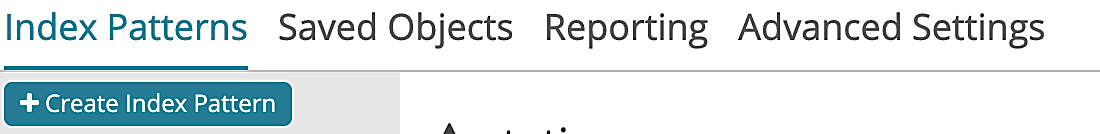 Index Patterns Saved Objects Reporting Advanced Settings
+ Create Index Pattern